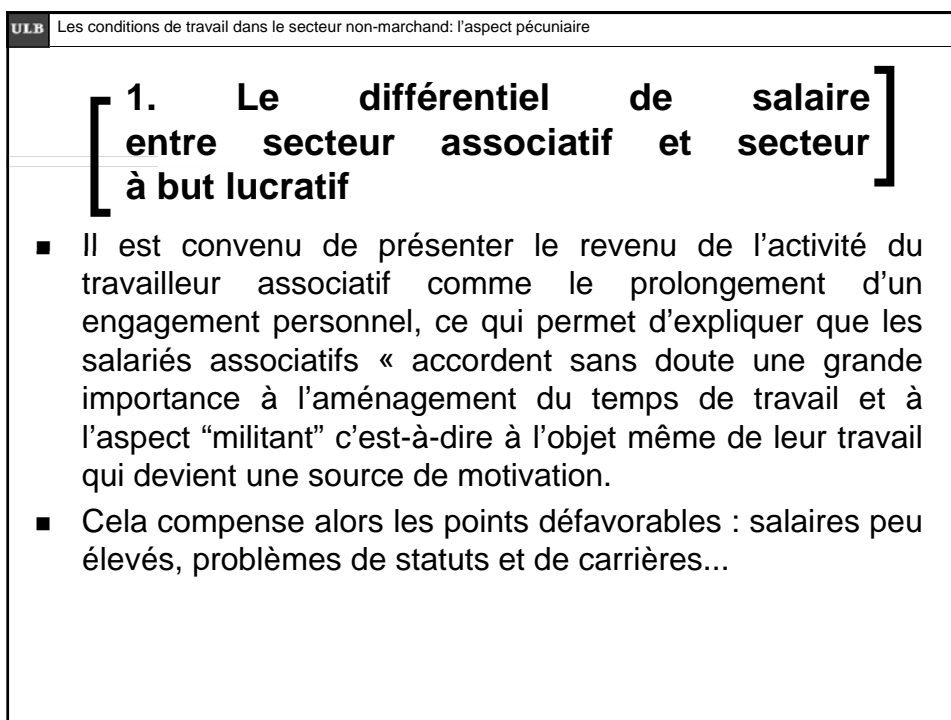 ULB Les conditions de travail dans le secteur non-marchand: l'aspect pécuniaire
1. Le différentiel de salaire
entre secteur associatif et secteur
à but lucratif
■ Il est convenu de présenter le revenu de l’activité du
travailleur associatif comme le prolongement d’un
engagement personnel, ce qui permet d’expliquer que les
salariés associatifs « accordent sans doute une grande
importance à l’aménagement du temps de travail et à
l’aspect “militant” c’est-à-dire à l’objet même de leur travail
qui devient une source de motivation.
■ Cela compense alors les points défavorables : salaires peu
élevés, problèmes de statuts et de carrières...